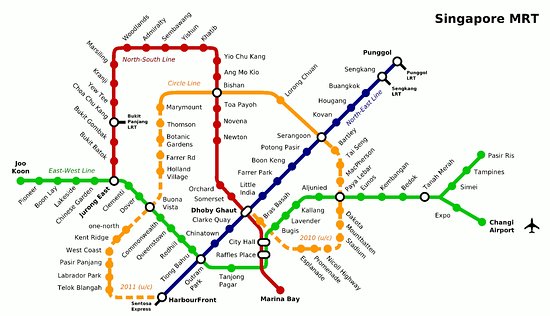 Singapore MRT
Woodlands
Admiralty
Sembawang
Yishun
Khatib
Marsiling
Kranji
Yew Tee
Choa Chu Kang
Bukit Gombak
Bukit Batok
Bukit
Panjang
LRT
North-South Line
Yio Chu Kang
Ang Mo Kio
Bishan
Toa Payoh
Novena
Newton
Orchard
Somerset
Dhoby Ghaut
City Hall
Raffles Place
Marina Bay
Circle Line
Lorong Chuan
Marymount
Thomson
Botanic
Gardens
Farrer Rd
Holland
Village
Buona
Vista
one-north
Kent Ridge
West Coast
Pasir Panjang
Labrador Park
Telok Blangah
2011 (u/c)
HarbourFront
Sentosa
Express
Punggol
Punggol
LRT
Sengkang
Sengkang
LRT
Buangkok
Hougang
Kovan
North-East Line
Serangoon
Potong Pasir
Boon Keng
Farrer Park
Little
India
Clarke Quay
Chinatown
Outram
Park
Bartley
Tai Seng
MacPherson
Paya Lebar
Dakota
Mountbatten
Stadium
Nicoll Highway
Promenade
Esplanade
2010 (u/c)
Bras Basah
Joo
Koon
East-West Line
Pioneer
Boon Lay
Lakeside
Chinese Garden
Jurong East
Clementi
Dover
Commonwealth
Queenstown
Redhill
Tiong Bahru
Tanjong
Pagar
Bugis
Lavender
Kallang
Aljunied
Eunos
Kembangan
Bedok
Tanah Merah
Simei
Tampines
Pasir Ris
Expo
Changi
Airport